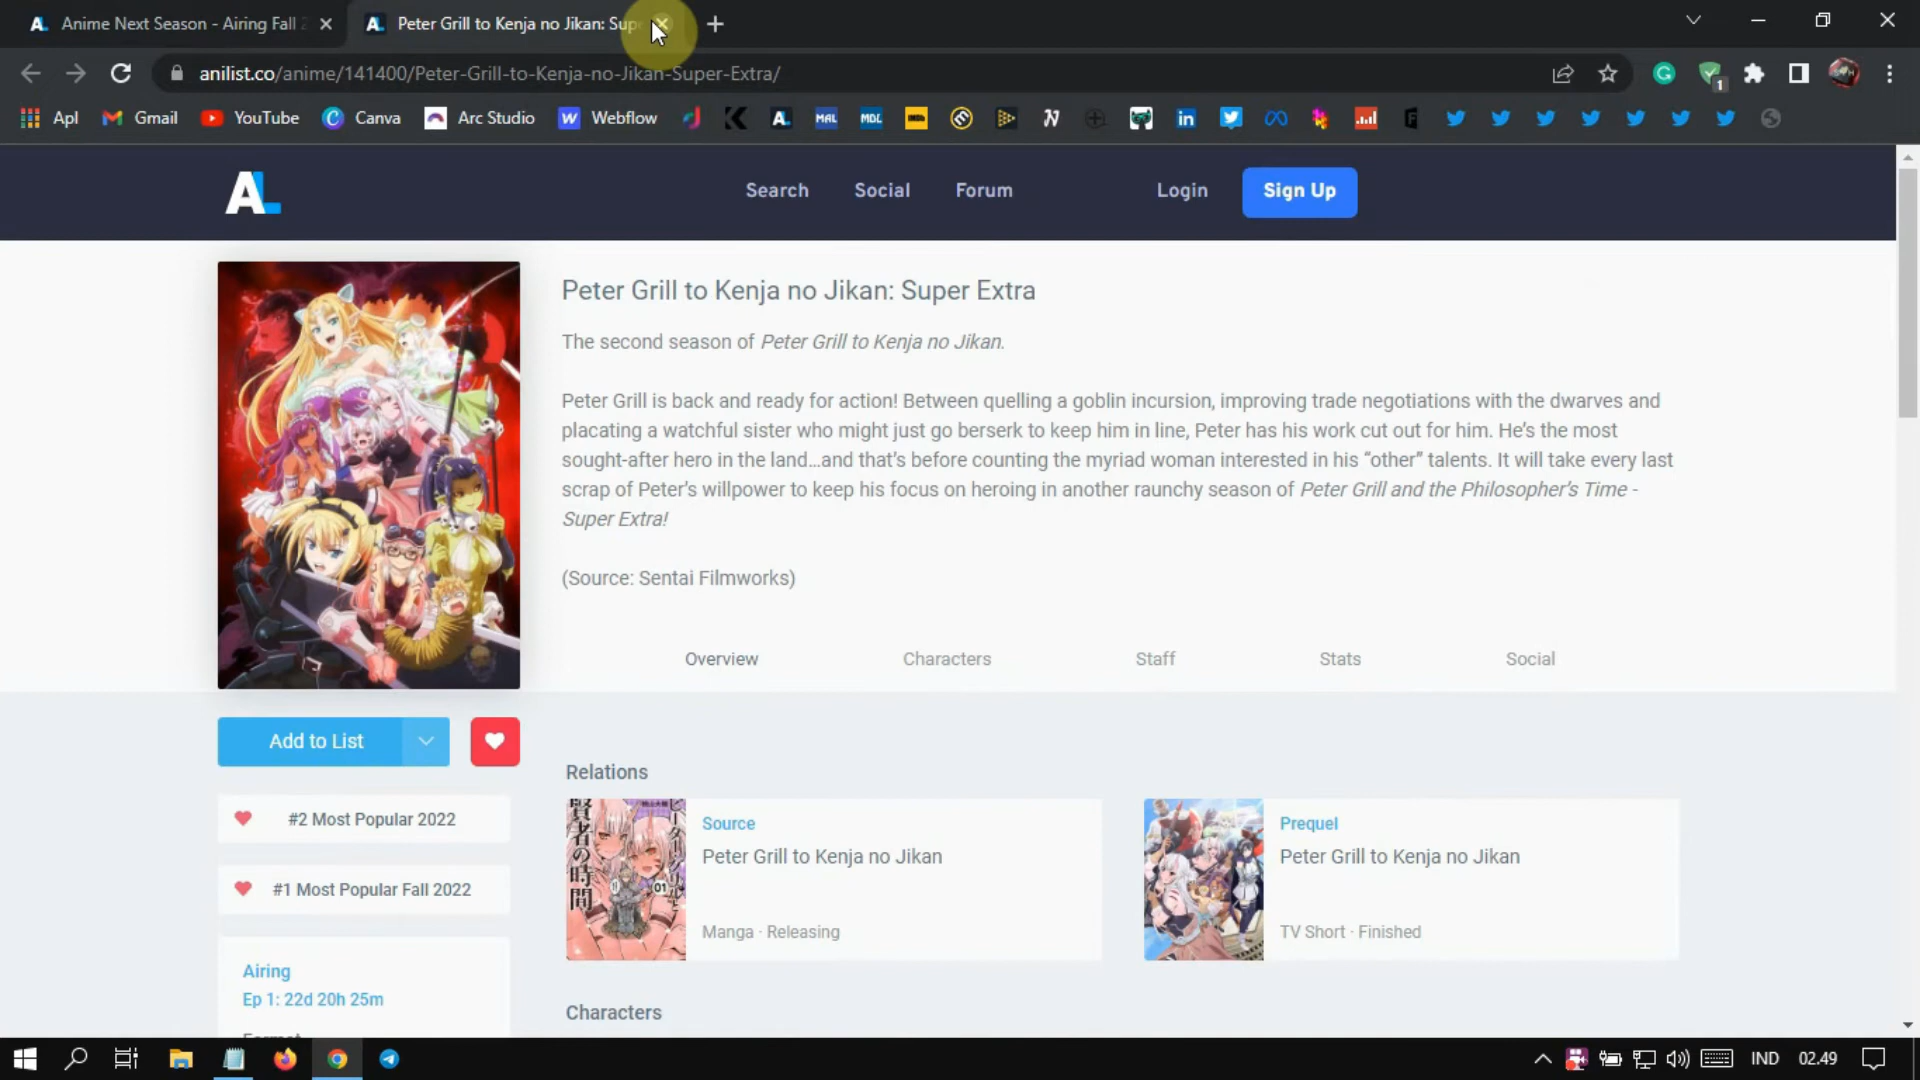 Anime Next Season - Airing Fall
Peter Grill to Kenja no Jikan: Sup
anilist.co/anime/141400/Peter-Grill-to-Kenja-no-Jikan-Super-Extra/
1
Apl
Gmail
YouTube
Canva
Arc Studio
Webflow
MAL
MDL
Search
Social
Forum
Login
Sign Up
Peter Grill to Kenja no Jikan: Super Extra
The second season of Peter Grill to Kenja no Jikan.
Peter Grill is back and ready for action! Between quelling a goblin incursion, improving trade negotiations with the dwarves and
placating a watchful sister who might just go berserk to keep him in line, Peter has his work cut out for him. He's the most
sought-after hero in the land…and that's before counting the myriad woman interested in his “other” talents. It will take every last
scrap of Peter's willpower to keep his focus on heroing in another raunchy season of Peter Grill and the Philosopher's Time -
Super Extra!
(Source: Sentai Filmworks)
Overview
Characters
Staff
Stats
Social
Add to List
#2 Most Popular 2022
#1 Most Popular Fall 2022
Airing
Ep 1: 22d 20h 25m
Format
Relations
Source
Peter Grill to Kenja no Jikan
Manga · Releasing
賢者の時間
01
Prequel
Peter Grill to Kenja no Jikan
TV Short · Finished
Characters
IND
02.49